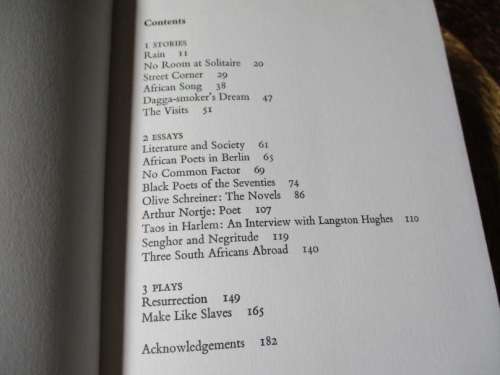 Contents
1 STORIES
Rain 11
No Room at Solitaire 20
Street Corner 29
African Song 38
Dagga-smoker's Dream 47
The Visits 51
2 ESSAYS
Literature and Society 61
African Poets in Berlin 65
No Common Factor 69
Black Poets of the Seventies 74
Olive Schreiner: The Novels 86
Arthur Nortje: Poet 107
Taos in Harlem: An Interview with Langston Hughes 110
Senghor and Negritude 119
Three South Africans Abroad 140
3 PLAYS
Resurrection 149
Make Like Slaves 165
Acknowledgements 182